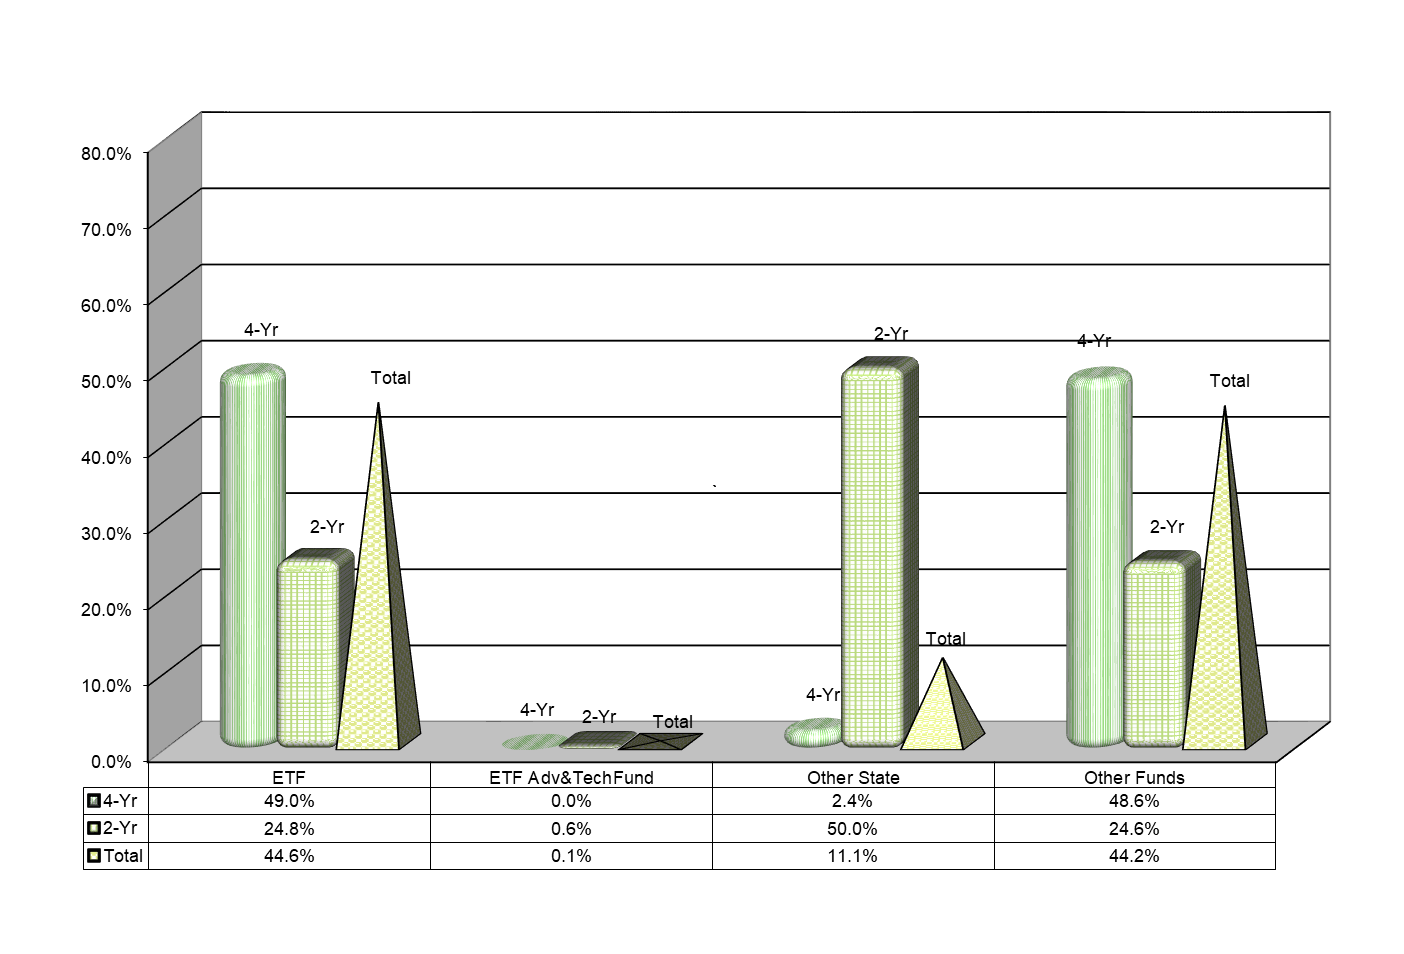 80.0%
70.0%
60.0%
50.0%
40.0%
30.0%
20.0%
10.0%
0.0%
4-Yr
2-Yr
Total
4-Yr
2-Yr
Total
4-Yr
2-Yr
Total
4-Yr
2-Yr
Total
ETF ETF Adv&TechFund Other State Other Funds
4-Yr 49.0% 0.0% 2.4% 48.6%
2-Yr 24.8% 0.6% 50.0% 24.6%
Total 44.6% 0.1% 11.1% 44.2%